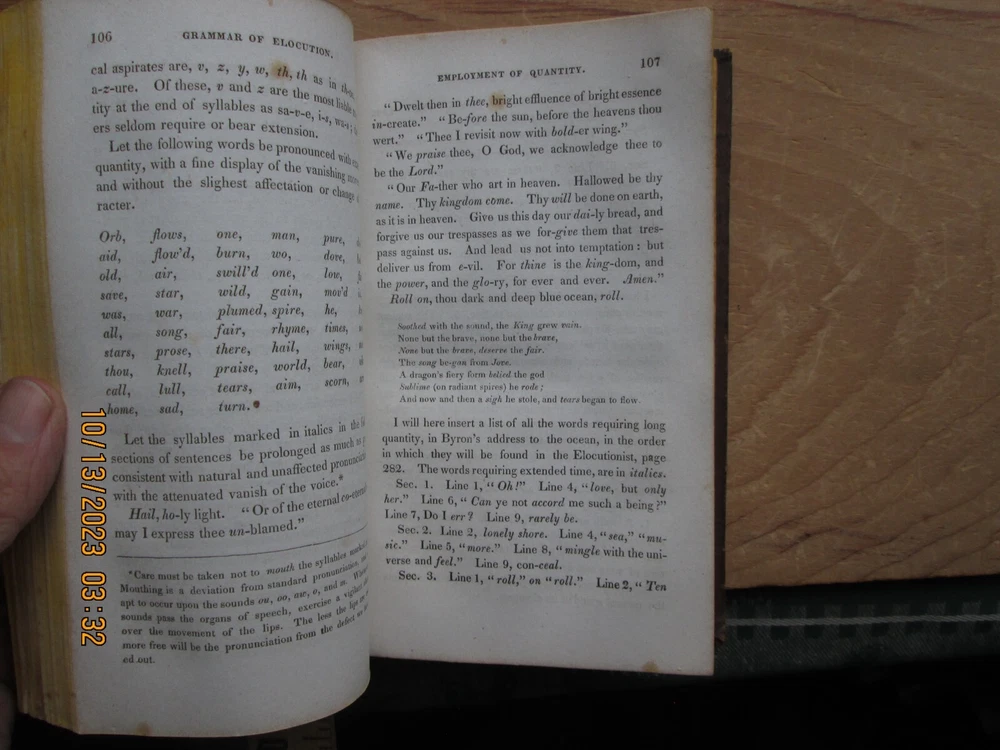 106
GRAMMAR OF ELOCUTION.
cal aspirates are, v, z, y, w, th, th as in
a-z-ure. Of these, v and z are the most liable
tity at the end of syllables as sa-v-e, i-s, wa-s;
ers seldom require or bear extension.
Let the following words be pronounced with
quantity, with a fine display of the vanishing
and without the slighest affectation or change
racter.
Orb, flows, one, man, pure,
aid, flow'd, burn, wo, dove,
old, air, swill'd one, low,
save, star, wild, gain, mov'd
was, war, plumed, spire, he,
all, song, fair, rhyme, times,
stars, prose, there, hail, wings,
thou, knell, praise, world, bear,
call, lull, tears, aim, scorn,
home, sad, turn.
Let the syllables marked in italics in the
sections of sentences be prolonged as much as
consistent with natural and unaffected
with the attenuated vanish of the voice.*
Hail, ho-ly light. "Or of the eternal
may I express thee un-blamed."
*Care must be taken not to mouth the syllables marked
Mouthing is a deviation from standard pronunciation,
apt to occur upon the sounds ou, oo, aw, o, and m.
sounds pass the organs of speech, exercise a
over the movement of the lips. The less the lips
more free will be the pronunciation from the defect
ed out.
107
EMPLOYMENT OF QUANTITY.
"Dwelt then in thee, bright effluence of bright essence
in-create." "Be-fore the sun, before the heavens thou
wert." "Thee I revisit now with bold-er wing."
"We praise thee, O God, we acknowledge thee to
be the Lord."
"Our Fa-ther who art in heaven. Hallowed be thy
name. Thy kingdom come. Thy will be done on earth,
as it is in heaven. Give us this day our dai-ly bread, and
forgive us our trespasses as we for-give them that tres-
pass against us. And lead us not into temptation: but
deliver us from e-vil. For thine is the king-dom, and
the power, and the glo-ry, for ever and ever. Amen."
Roll on, thou dark and deep blue ocean, roll.
Soothed with the sound, the King grew vain.
None but the brave, none but the brave,
None but the brave, deserve the fair.
The song be-gan from Jove.
A dragon's fiery form belied the god
Sublime (on radiant spires) he rode;
And now and then a sigh he stole, and tears began to flow.
I will here insert a list of all the words requiring long
quantity, in Byron's address to the ocean, in the order
in which they will be found in the Elocutionist, page
282. The words requiring extended time, are in italics.
Sec. 1. Line 1, "Oh!" Line 4, "love, but only
her." Line 6, "Can ye not accord me such a being?"
Line 7, Do I err? Line 9, rarely be.
Sec. 2. Line 2, lonely shore. Line 4, "sea," "mu-
sic." Line 5, "more." Line 8, "mingle with the uni-
verse and feel." Line 9, con-ceal.
Sec. 3. Line 1, "roll," on "roll." Line 2, "Ten
10/13/2023 03:32